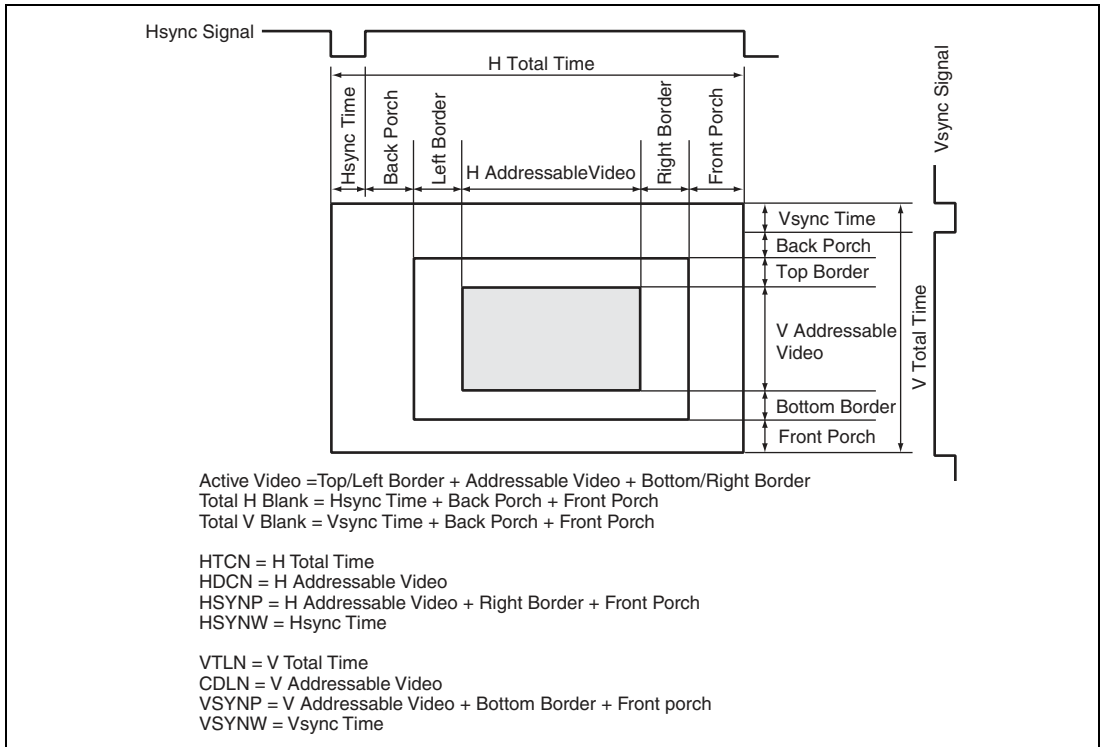 Hsync Signal
H Total Time
Hsync Time
Back Porch
Left Border
H AddressableVideo
Right Border
Front Porch
Vsync Signal
Vsync Time
Back Porch
Top Border
V Addressable
Video
V Total Time
Bottom Border
Front Porch
Active Video =Top/Left Border + Addressable Video + Bottom/Right Border
Total H Blank = Hsync Time + Back Porch + Front Porch
Total V Blank = Vsync Time + Back Porch + Front Porch
HTCN = H Total Time
HDCN = H Addressable Video
HSYNP = H Addressable Video + Right Border + Front Porch
HSYNW = Hsync Time
VTLN = V Total Time
CDLN = V Addressable Video
VSYNP = V Addressable Video + Bottom Border + Front porch
VSYNW = Vsync Time